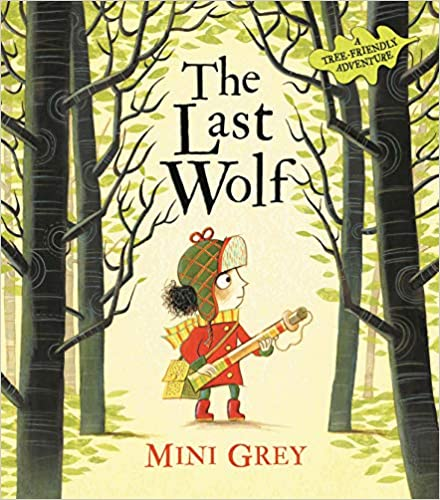 A
TREE-FRIENDLY
ADVENTURE
The
Last
Wolf
MINI GREY